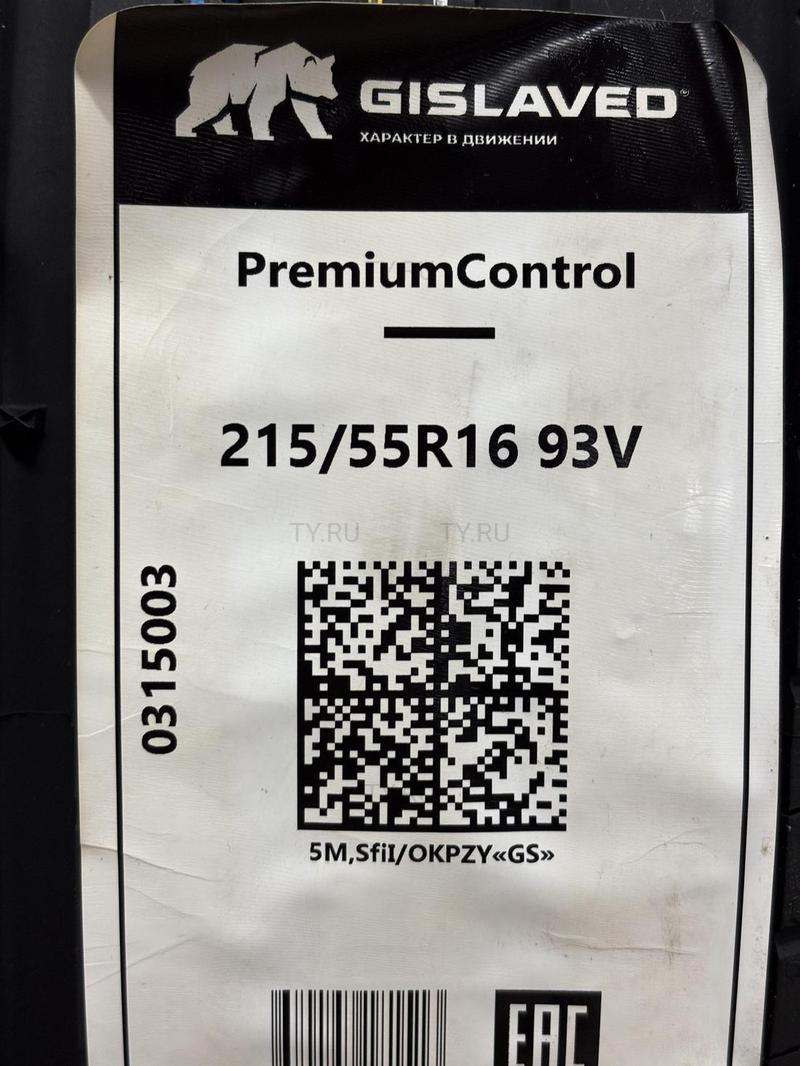 GISLAVED®
ХАРАКТЕР В ДВИЖЕНИИ
PremiumControl
215/55R16 93V
TY.RU TY.RU
0315003
5M,SfiI/OKPZY«GS»
EAC